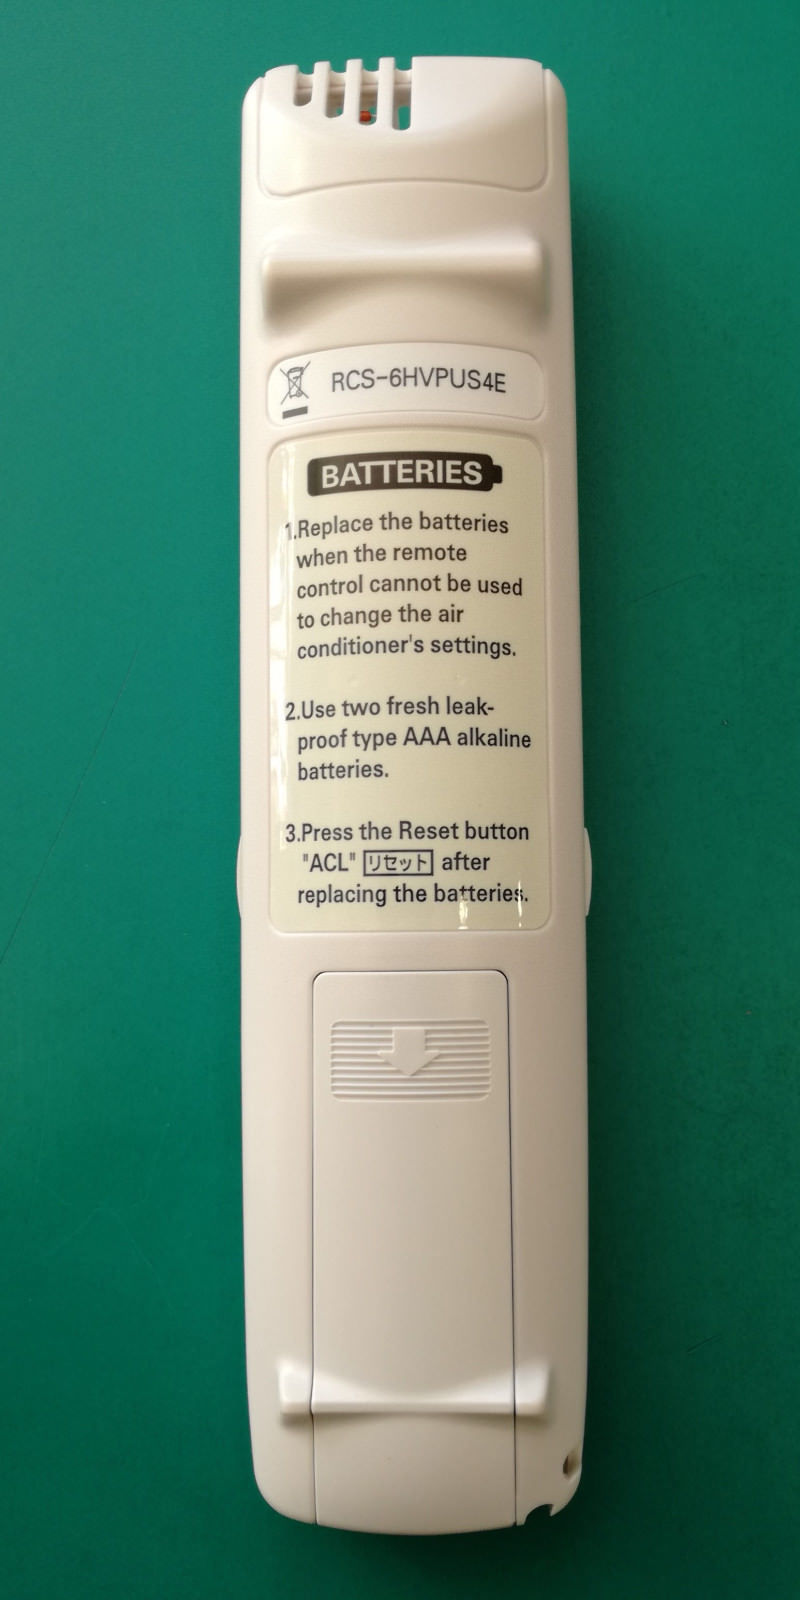 RCS-6HVPUS4E
BATTERIES
1.Replace the batteries
when the remote
control cannot be used
to change the air
conditioner's settings.
2.Use two fresh leak-
proof type AAA alkaline
batteries.
3.Press the Reset button
"ACL" リセット after
replacing the batteries.